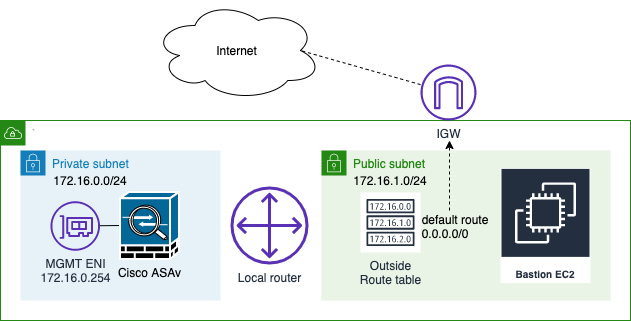 Internet
IGW
Private subnet
172.16.0.0/24
MGMT ENI
172.16.0.254
Cisco ASAv
Local router
Public subnet
172.16.1.0/24
172.16.0.0
172.16.1.0
172.16.2.0
Outside
Route table
default route
0.0.0.0/0
Bastion EC2